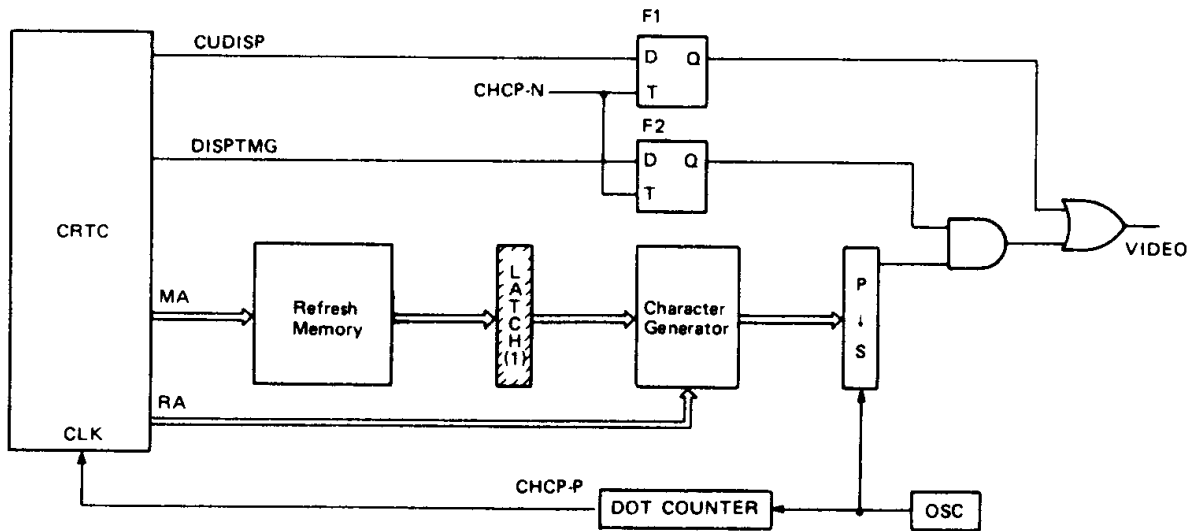 F1
CUDISP
D Q
CHCP-N
T
F2
DISPTMG
D Q
T
CRTC
VIDEO
MA
Refresh
Memory
LATCH
(1)
Character
Generator
P
↓
S
RA
CLK
CHCP-P
DOT COUNTER
OSC